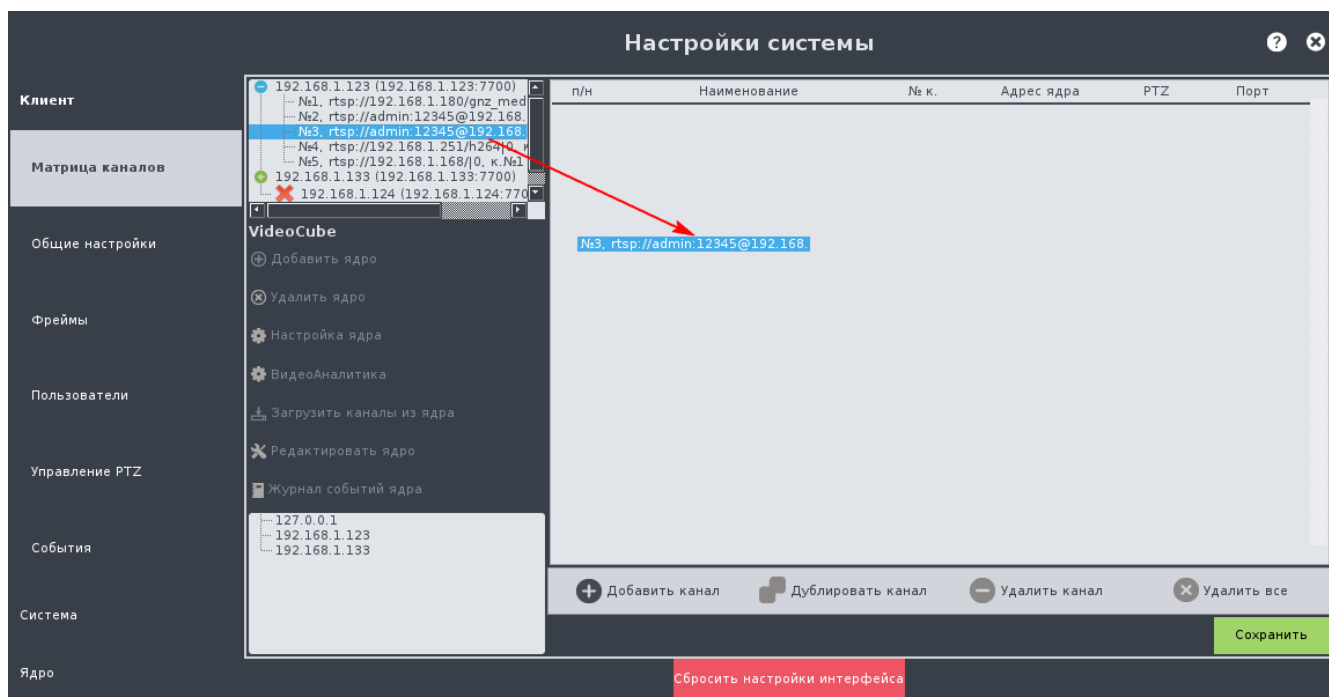 Настройки системы
Клиент
Матрица каналов
Общие настройки
Фреймы
Пользователи
Управление PTZ
События
Система
Ядро
192.168.1.123 (192.168.1.123:7700)
№1, rtsp://192.168.1.180/gnz_med
№2, rtsp://admin:12345@192.168.
№3, rtsp://admin:12345@192.168.
№4, rtsp://192.168.1.251/h264|0, к
№5, rtsp://192.168.1.168/|0, к.№1
192.168.1.133 (192.168.1.133:7700)
192.168.1.124 (192.168.1.124:770
VideoCube
Добавить ядро
Удалить ядро
Настройка ядра
ВидеоАналитика
Загрузить каналы из ядра
Редактировать ядро
Журнал событий ядра
127.0.0.1
192.168.1.123
192.168.1.133
п/н Наименование № к. Адрес ядра PTZ Порт
№3, rtsp://admin:12345@192.168.
Добавить канал Дублировать канал Удалить канал Удалить все
Сохранить
Сбросить настройки интерфейса